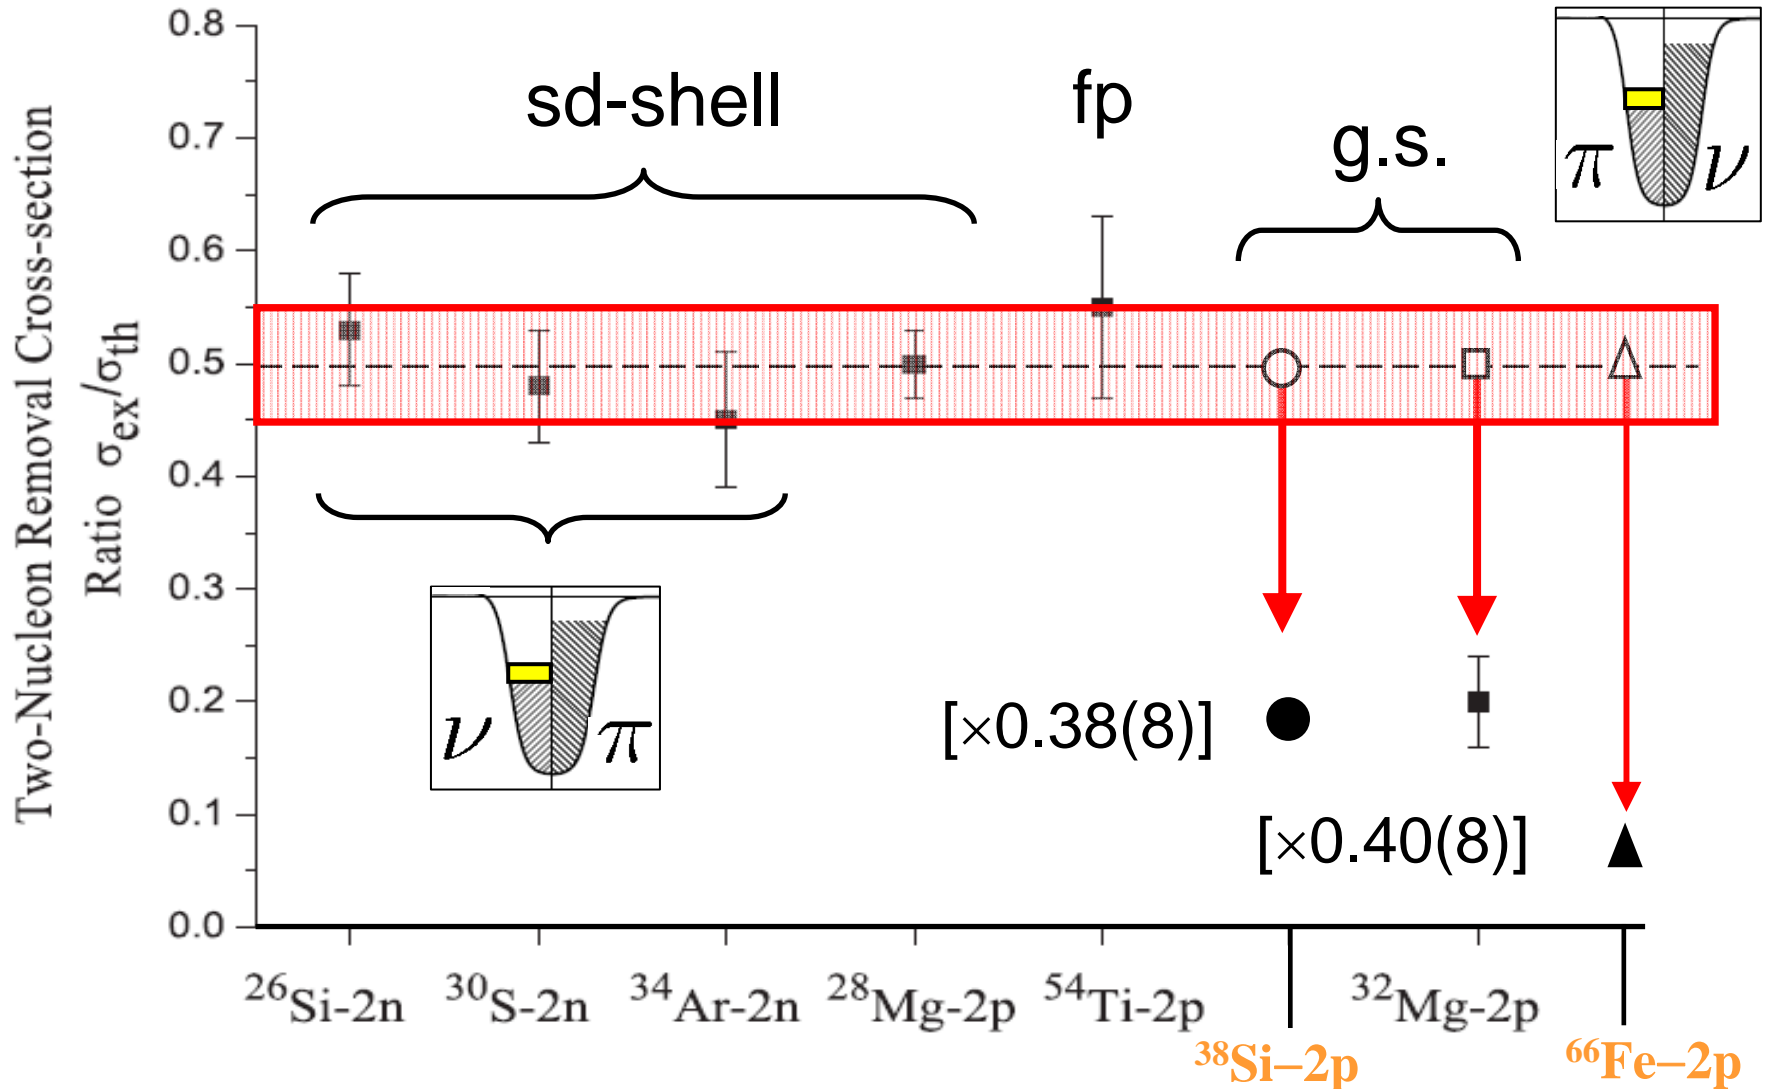 Two-Nucleon Removal Cross-section
Ratio σex/σth
0.8
0.7
0.6
0.5
0.4
0.3
0.2
0.1
0.0
sd-shell
fp
g.s.
π ν
ν π
[×0.38(8)]
[×0.40(8)]
²⁶Si-2n
³⁰S-2n
³⁴Ar-2n
²⁸Mg-2p
⁵⁴Ti-2p
³²Mg-2p
³⁸Si–2p
⁶⁶Fe–2p